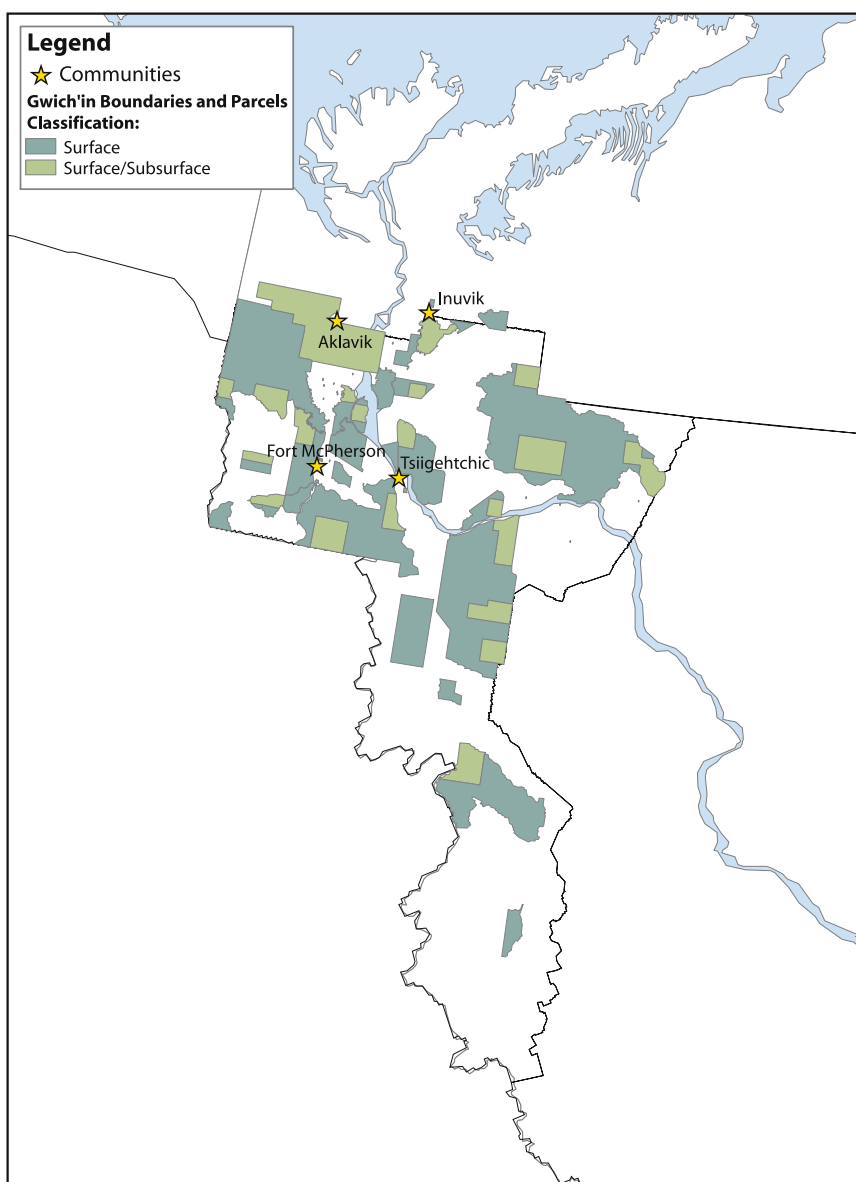 Legend
Communities
Gwich'in Boundaries and Parcels
Classification:
Surface
Surface/Subsurface
Inuvik
Aklavik
Fort McPherson
Tsiigehtchic